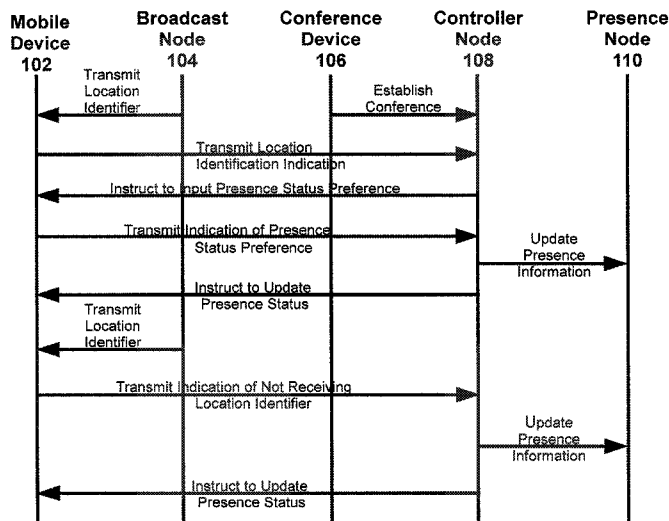 Mobile Device 102
Broadcast Node 104
Conference Device 106
Controller Node 108
Presence Node 110
Transmit
Location
Identifier
Establish
Conference
Transmit Location
Identification Indication
Instruct to Input Presence Status Preference
Transmit Indication of Presence
Status Preference
Update
Presence
Information
Instruct to Update
Presence Status
Transmit
Location
Identifier
Transmit Indication of Not Receiving
Location Identifier
Update
Presence
Information
Instruct to Update
Presence Status